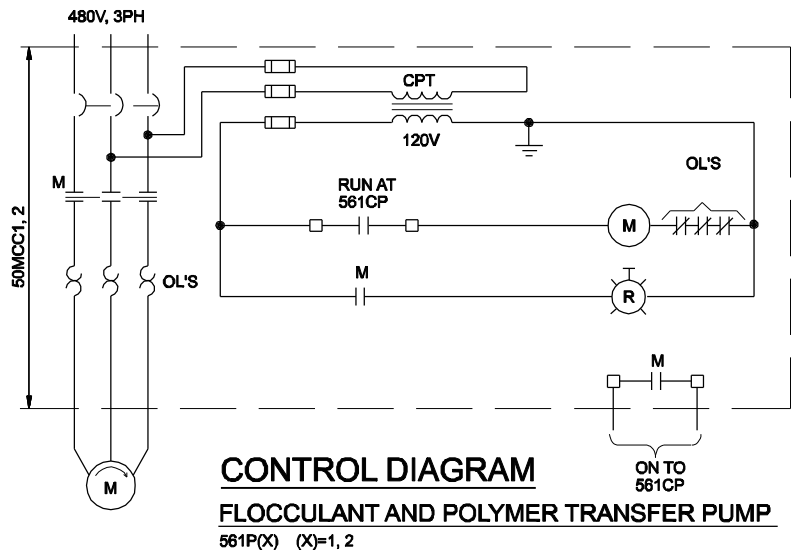 480V, 3PH
CPT
120V
OL'S
M
RUN AT
561CP
M
50MCC1, 2
OL'S
M
R
M
ON TO
561CP
M
CONTROL DIAGRAM
FLOCCULANT AND POLYMER TRANSFER PUMP
561P(X) (X)=1, 2